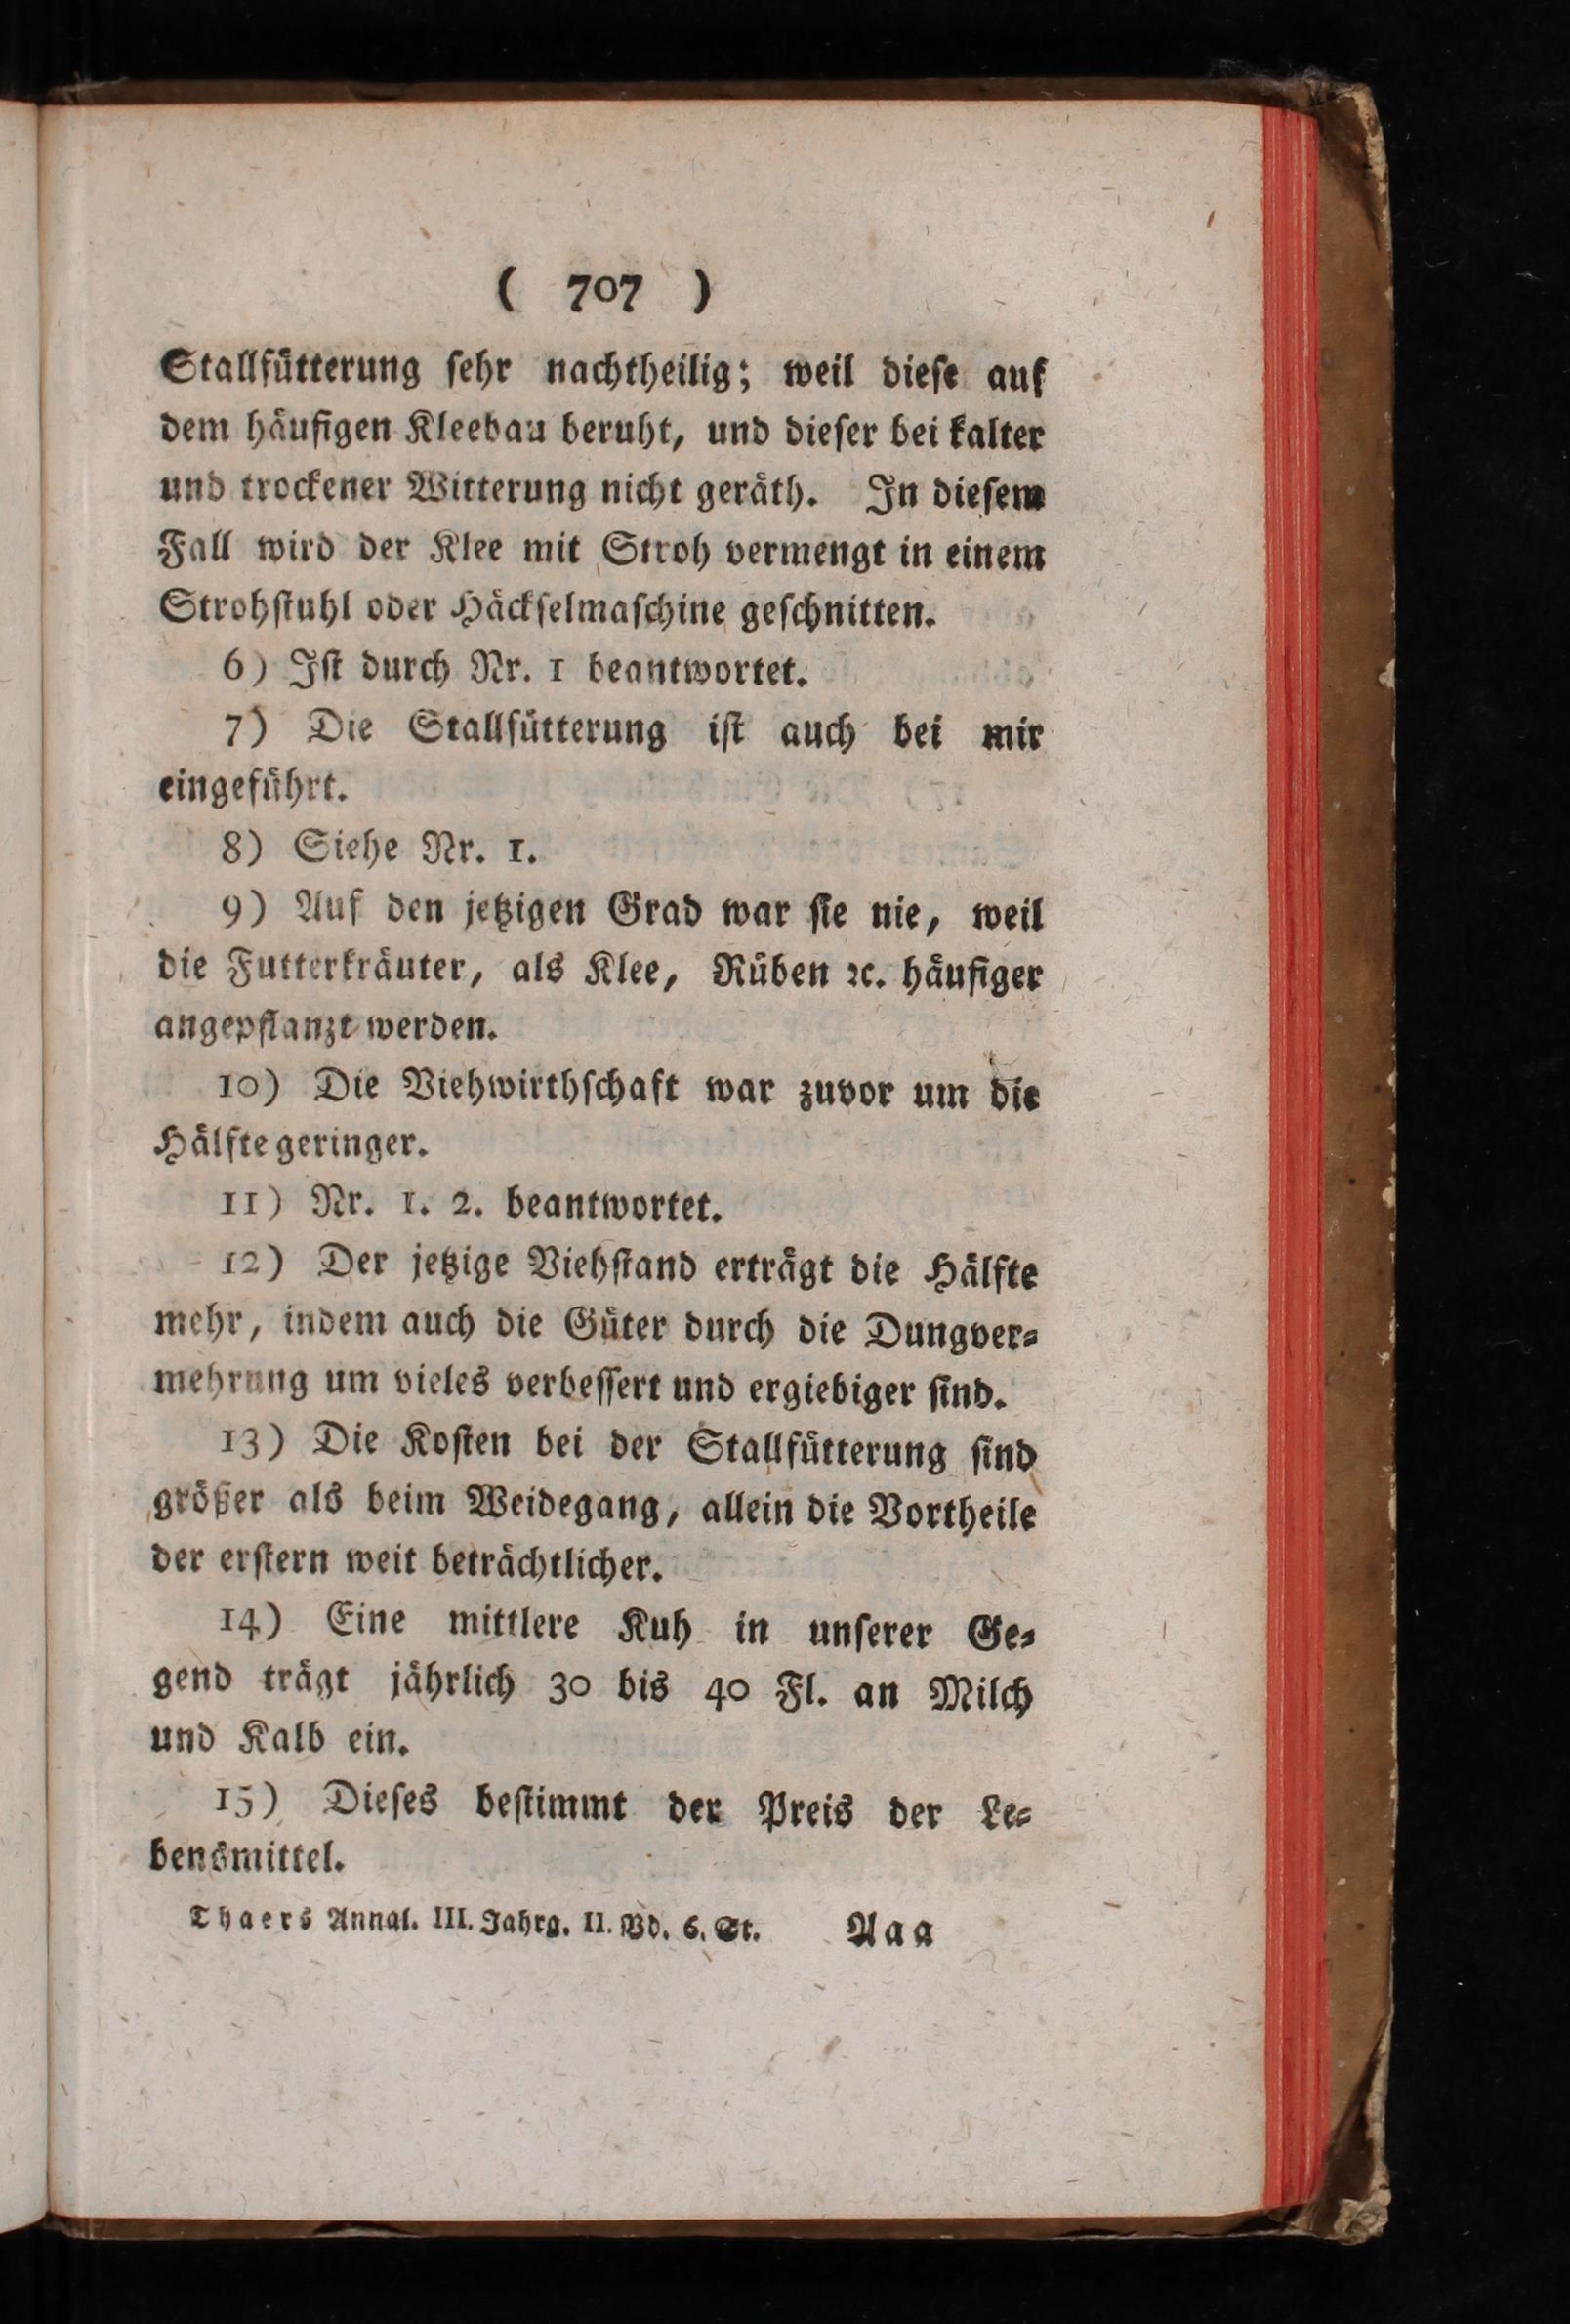 ( 707 )
Stallfütterung ſehr nachtheilig; weil dieſe auf
dem häufigen Kleebau beruht, und dieſer bei kalter
und trockener Witterung nicht geräth. In dieſem
Fall wird der Klee mit Stroh vermengt in einem
Strohſtuhl oder Häckſelmaſchine geſchnitten.
6) Iſt durch Nr. 1 beantwortet.
7) Die Stallfütterung iſt auch bei mir
eingeführt.
8) Siehe Nr. 1.
9) Auf den jetzigen Grad war ſie nie, weil
die Futterkräuter, als Klee, Rüben ꝛc. häufiger
angepflanzt werden.
10) Die Viehwirthſchaft war zuvor um die
Hälfte geringer.
11) Nr. 1. 2. beantwortet.
12) Der jetzige Viehſtand erträgt die Hälfte
mehr, indem auch die Güter durch die Dungver⸗
mehrung um vieles verbeſſert und ergiebiger ſind.
13) Die Koſten bei der Stallfütterung ſind
größer als beim Weidegang, allein die Vortheile
der erſtern weit beträchtlicher.
14) Eine mittlere Kuh in unſerer Ge⸗
gend trägt jährlich 30 bis 40 Fl. an Milch
und Kalb ein.
15) Dieſes beſtimmt der Preis der Le⸗
bensmittel.
Thaers Annal. III. Jahrg. II. Bd. 6. St. Aaa